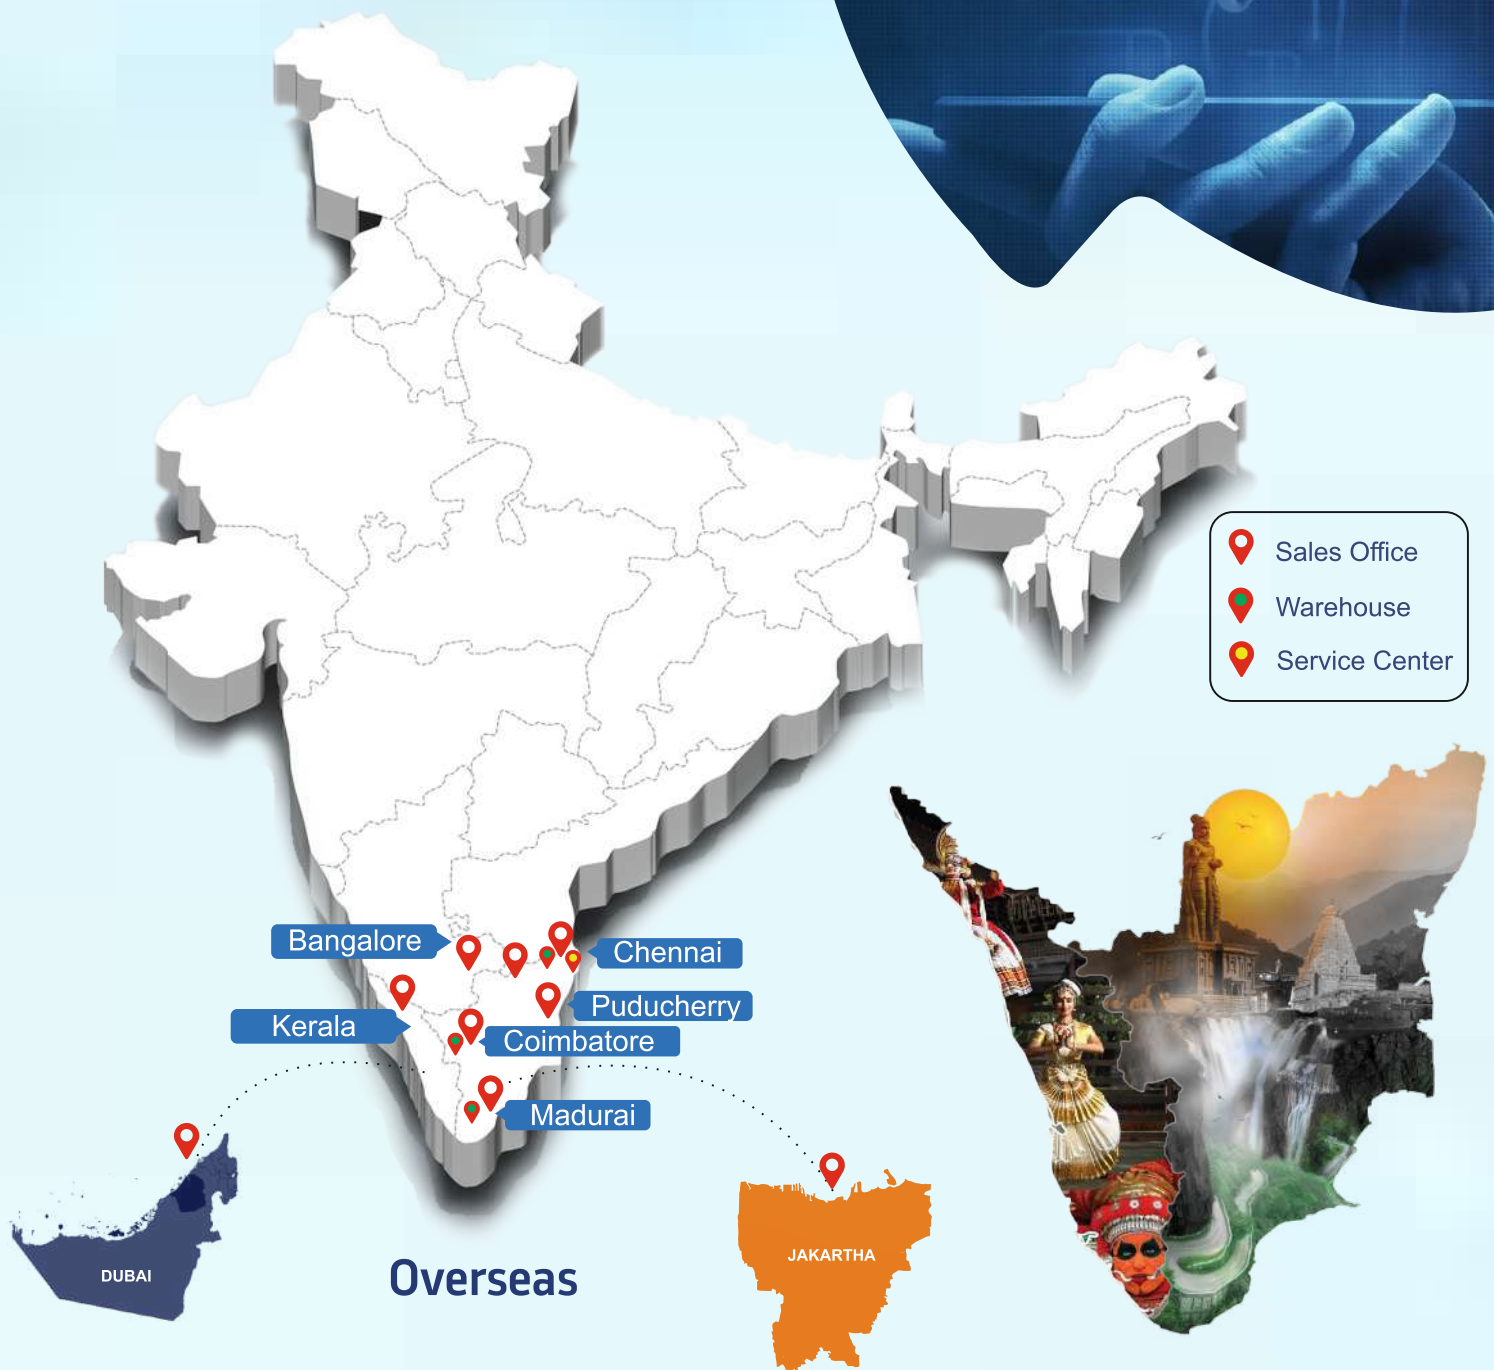 Sales Office
Warehouse
Service Center
Bangalore
Chennai
Puducherry
Kerala
Coimbatore
Madurai
DUBAI
JAKARTHA
Overseas